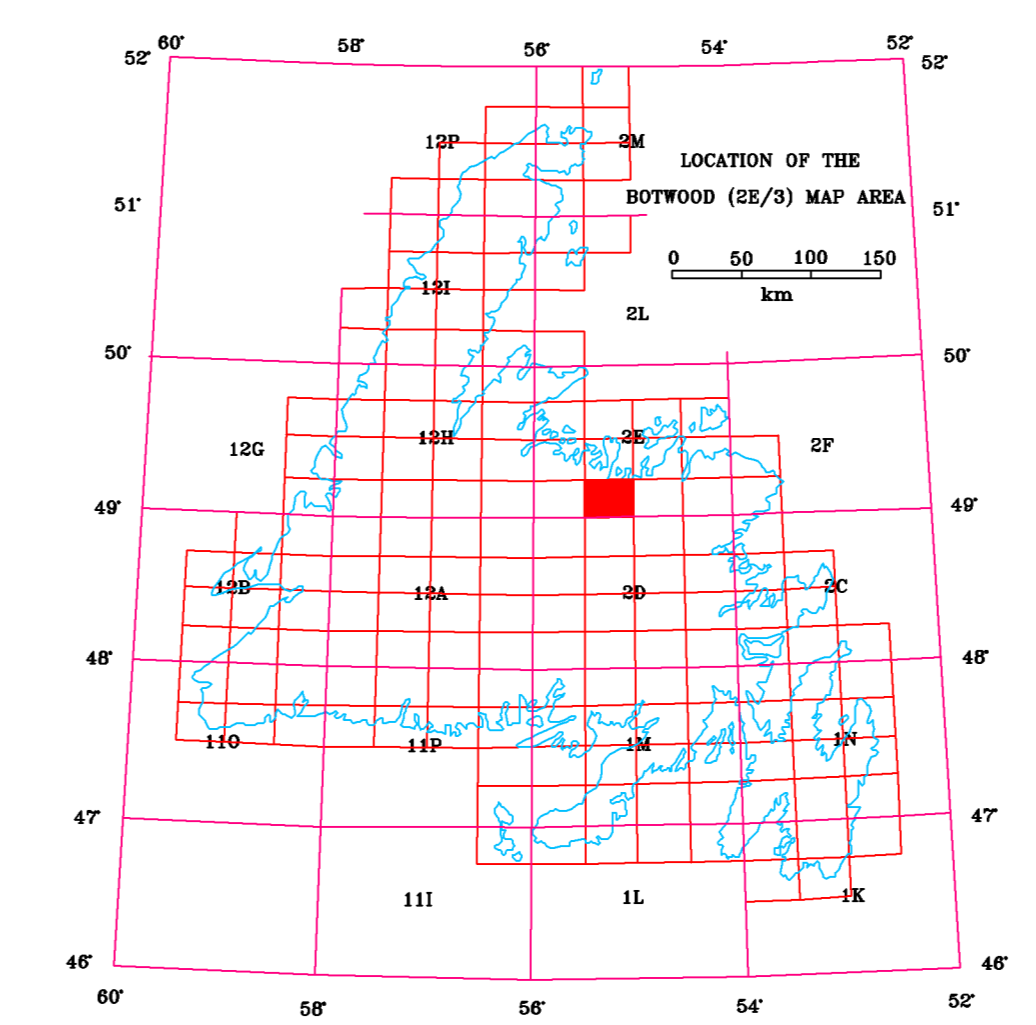 60° 58° 56° 54° 52°
52° 52°
12P 2M
LOCATION OF THE
BOTWOOD (2E/3) MAP AREA
51° 51°
0 50 100 150
km
12I
2L
50° 50°
12G 12H 2E 2F
49° 49°
12B 12A 2D 2C
48° 48°
11O 11P 1M 1N
47° 47°
11I 1L 1K
46° 46°
60° 58° 56° 54° 52°